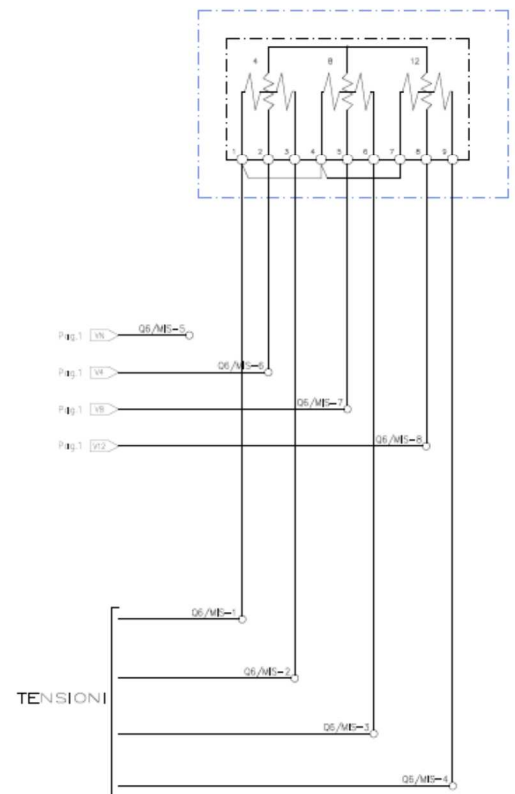 4 8 12
1 2 3 4 5 6 7 8 9
Pag.1 VN Q6/MIS-5
Pag.1 V4 Q6/MIS-6
Pag.1 V8 Q6/MIS-7
Pag.1 V12 Q6/MIS-8
Q6/MIS-1
Q6/MIS-2
TENSIONI
Q6/MIS-3
Q6/MIS-4